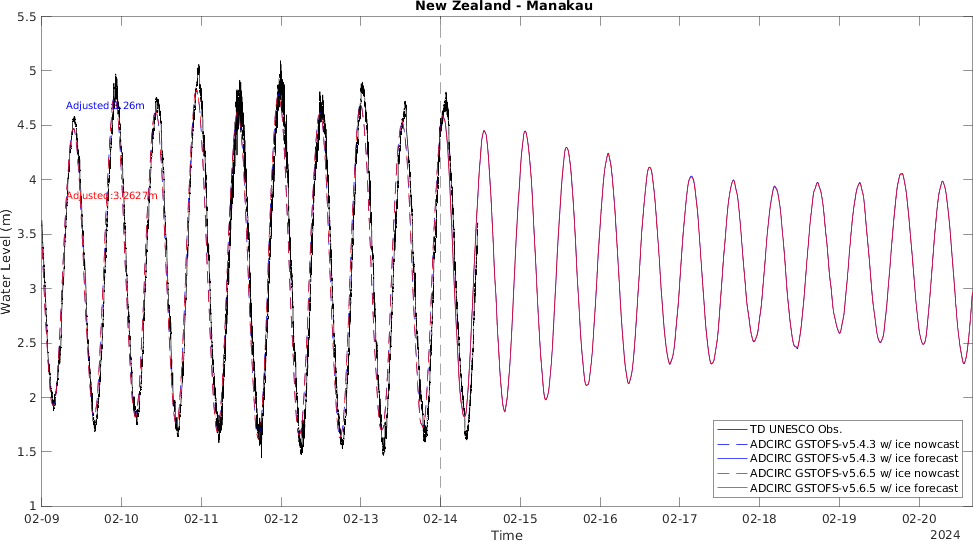 New Zealand - Manakau
5.5
5
4.5
4
3.5
3
2.5
2
1.5
1
Water Level (m)
Adjusted:3.26m
Adjusted:3.2627m
TD UNESCO Obs.
ADCIRC GSTOFS-v5.4.3 w/ ice nowcast
ADCIRC GSTOFS-v5.4.3 w/ ice forecast
ADCIRC GSTOFS-v5.6.5 w/ ice nowcast
ADCIRC GSTOFS-v5.6.5 w/ ice forecast
02-09 02-10 02-11 02-12 02-13 02-14 02-15 02-16 02-17 02-18 02-19 02-20
Time
2024